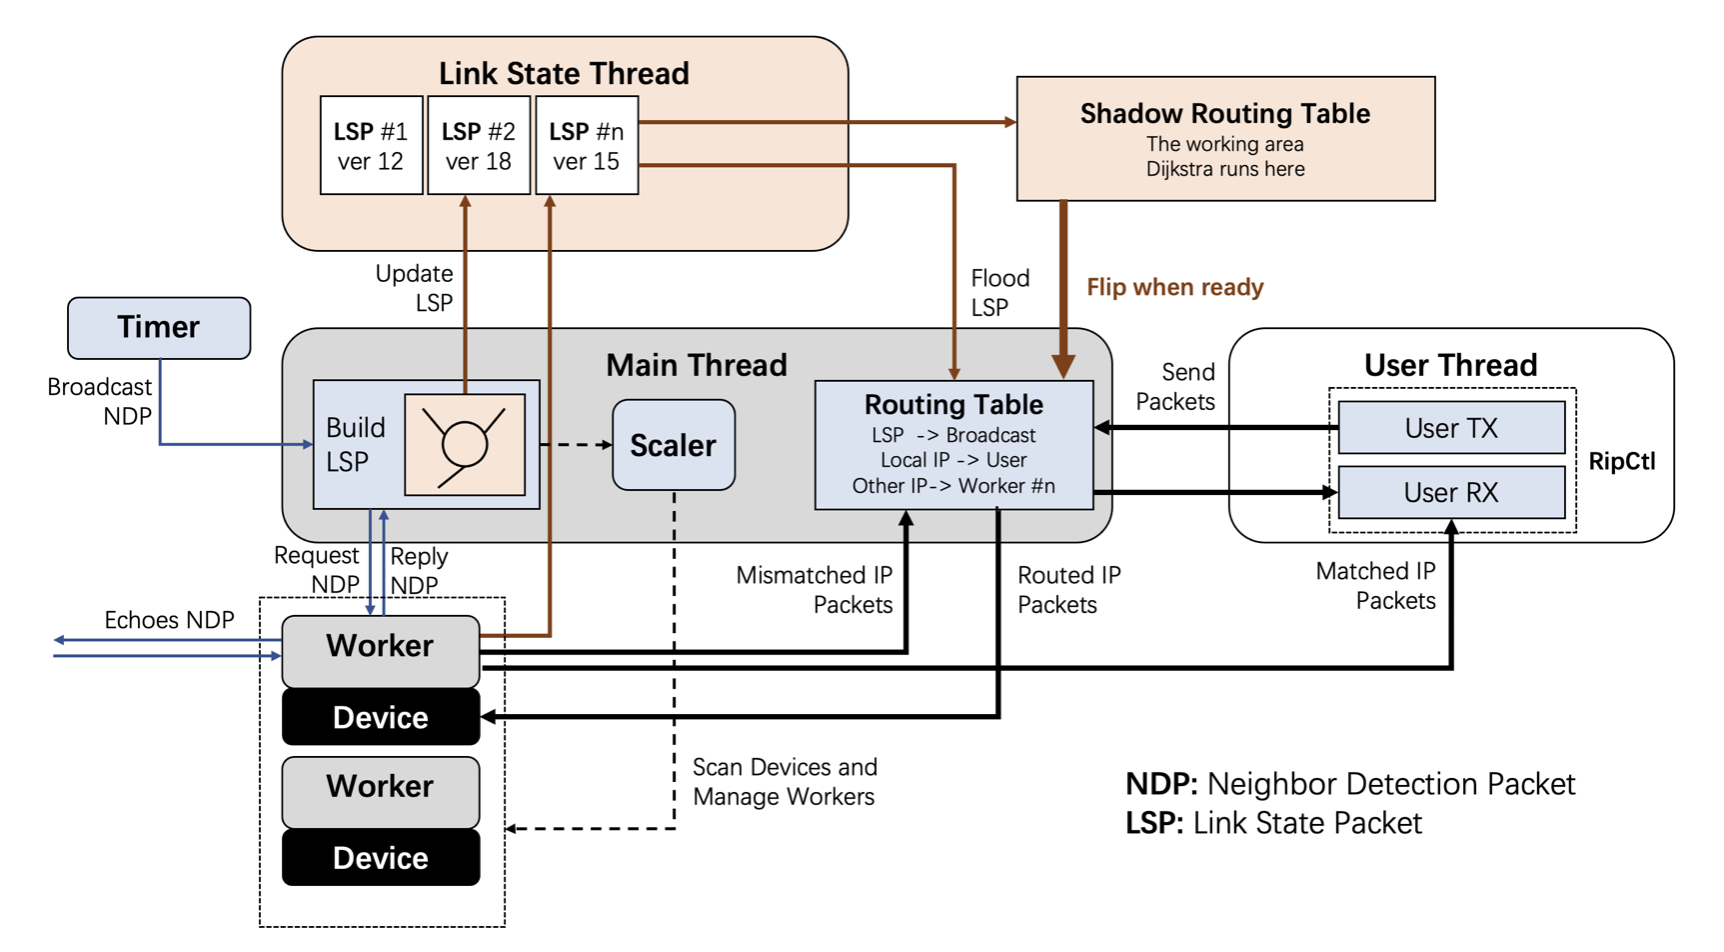 Link State Thread
LSP #1
ver 12
LSP #2
ver 18
LSP #n
ver 15
Shadow Routing Table
The working area
Dijkstra runs here
Update
LSP
Flood
LSP
Flip when ready
Timer
Broadcast
NDP
Main Thread
Build
LSP
Scaler
Routing Table
LSP -> Broadcast
Local IP -> User
Other IP-> Worker #n
Send
Packets
User Thread
User TX
User RX
RipCtl
Request
NDP
Reply
NDP
Mismatched IP
Packets
Routed IP
Packets
Matched IP
Packets
Echoes NDP
Worker
Device
Worker
Device
Scan Devices and
Manage Workers
NDP: Neighbor Detection Packet
LSP: Link State Packet